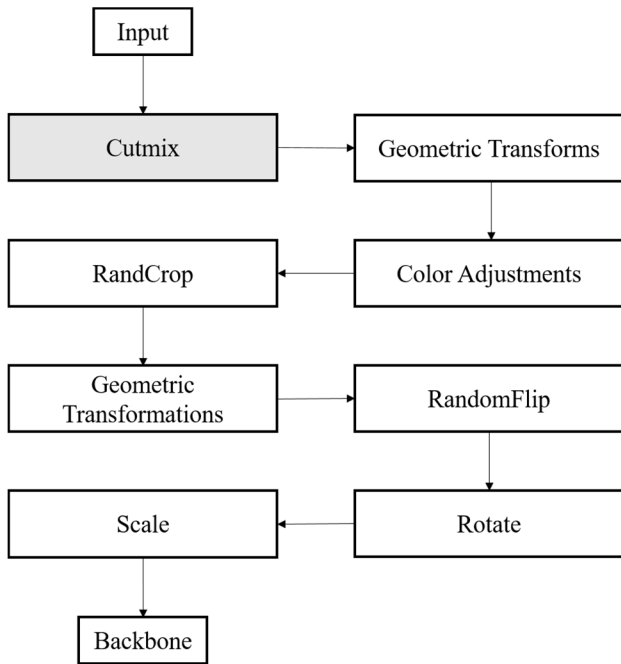 Input
Cutmix
Geometric Transforms
RandCrop
Color Adjustments
Geometric
Transformations
RandomFlip
Scale
Rotate
Backbone